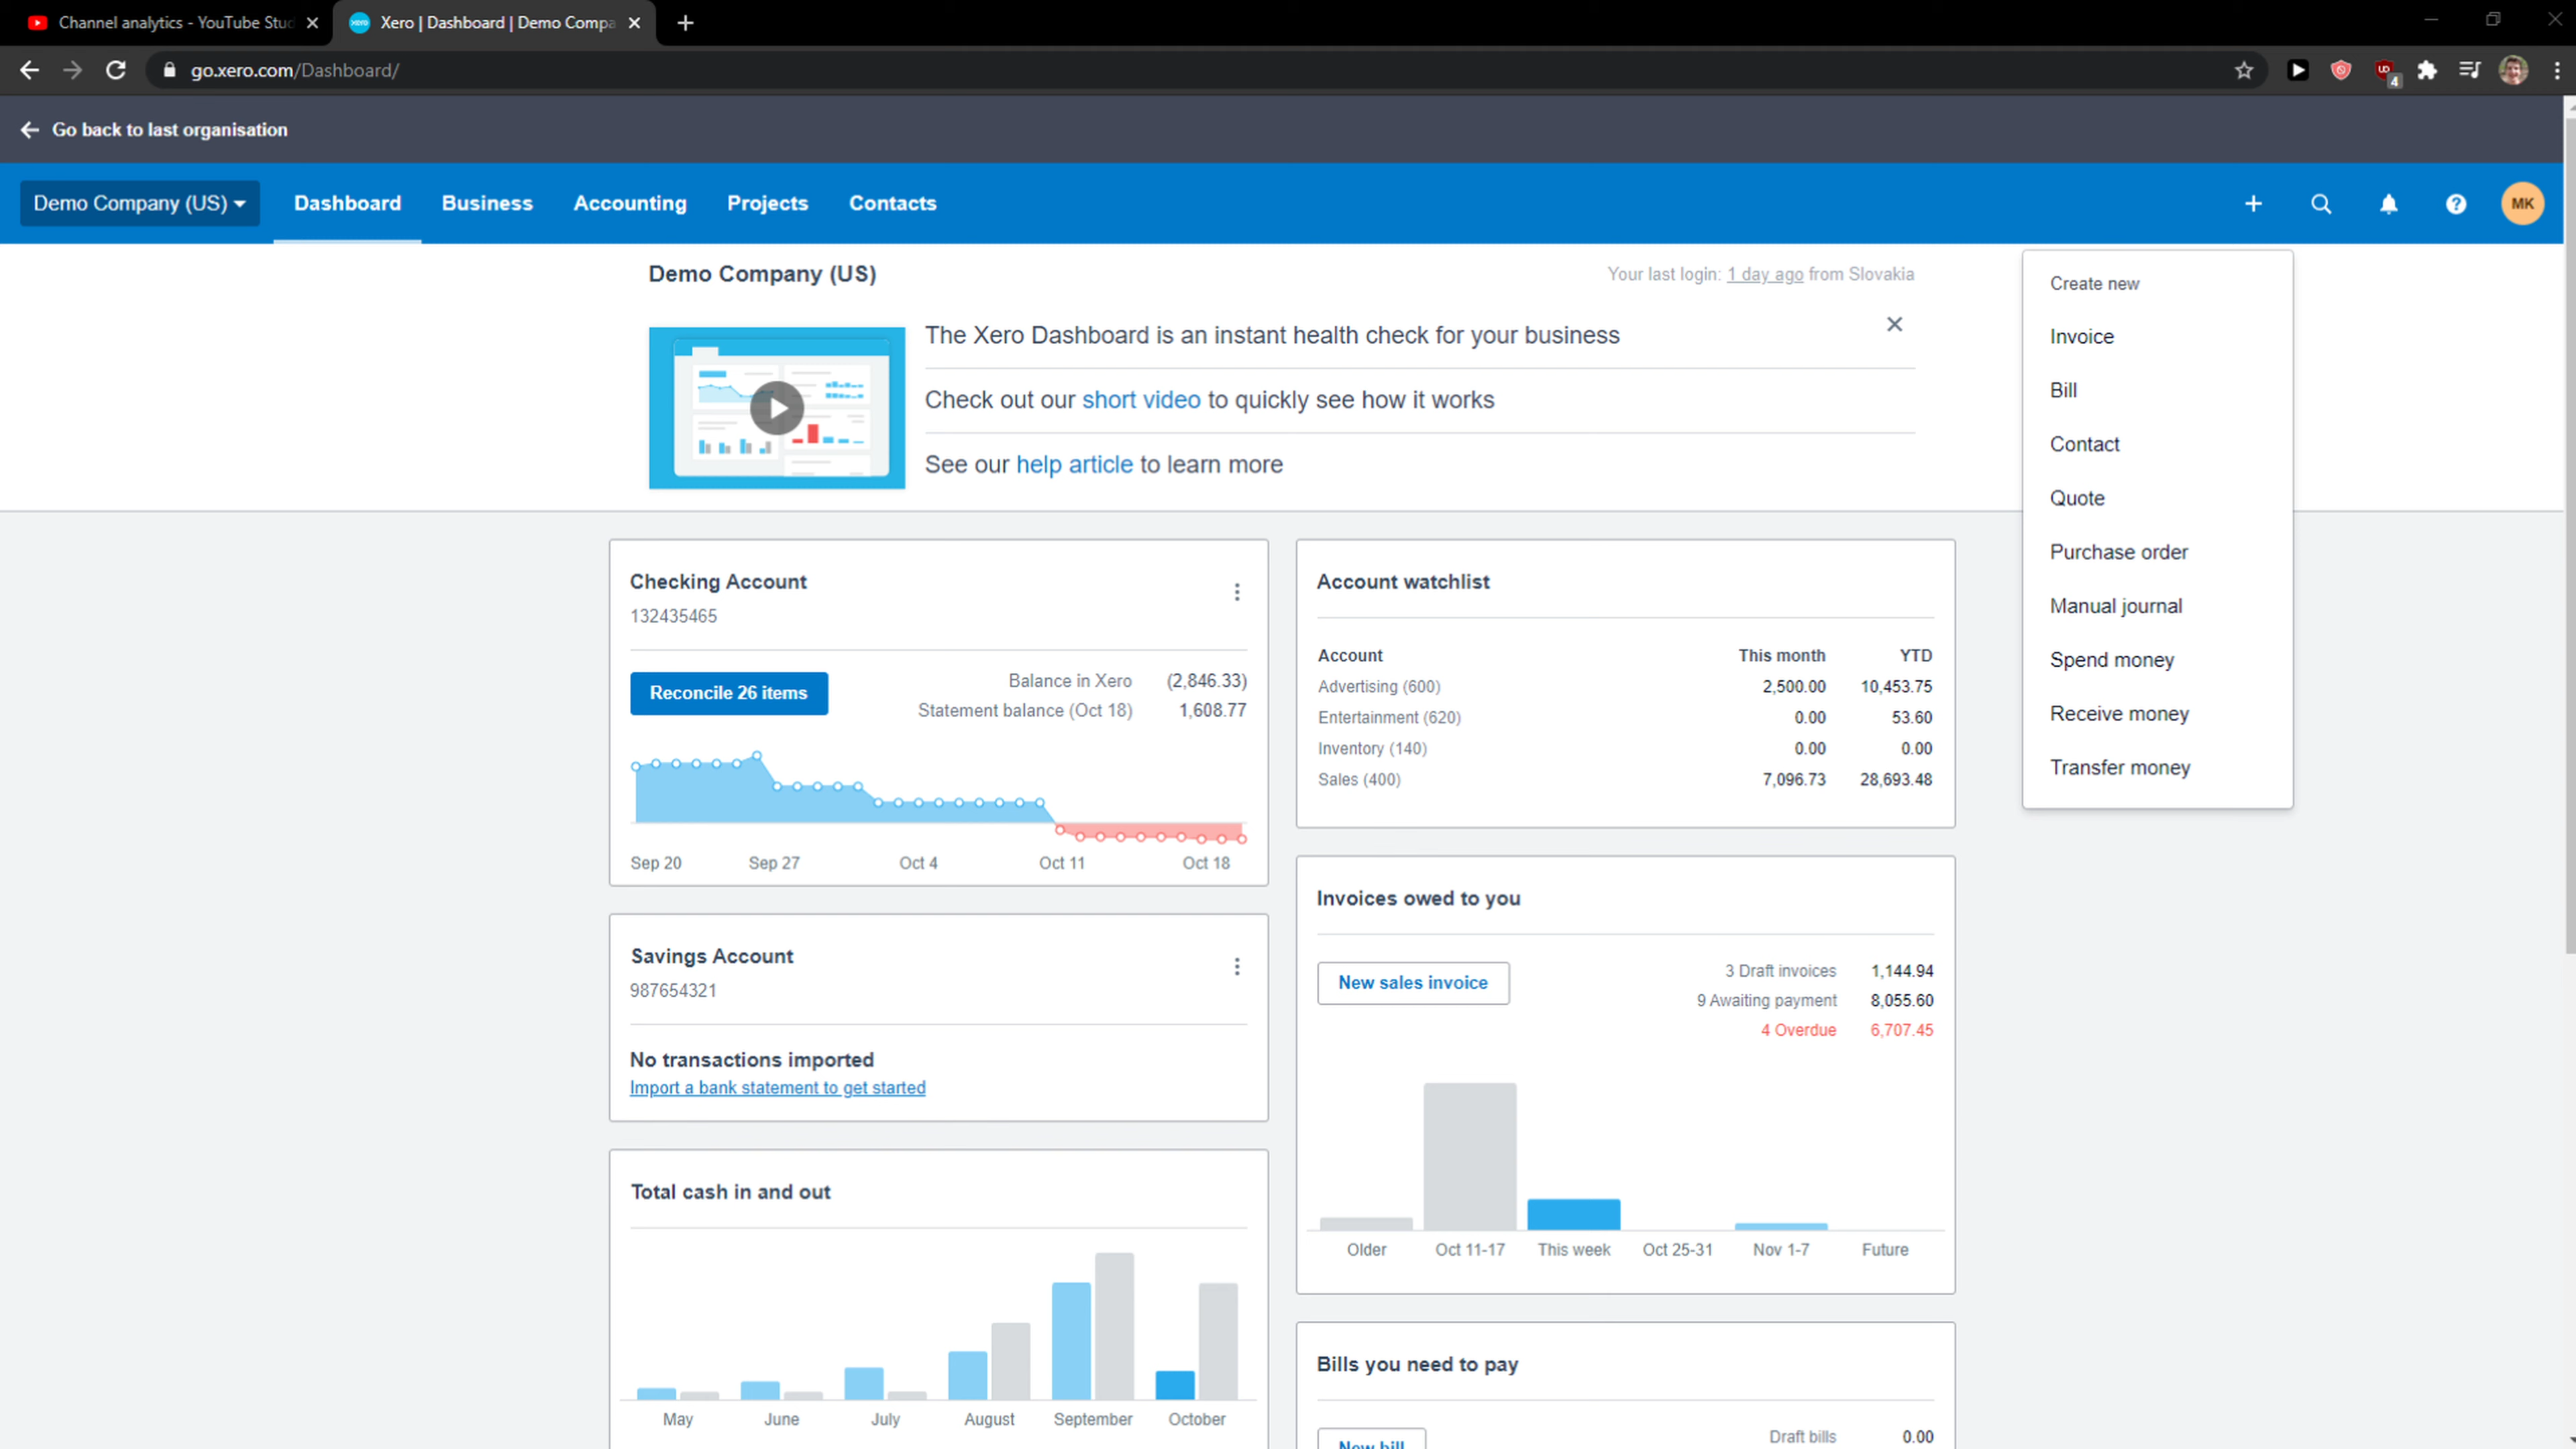 Channel analytics - YouTube Stud
Xero | Dashboard | Demo Compa
go.xero.com/Dashboard/
4
Go back to last organisation
Demo Company (US)
Dashboard
Business
Accounting
Projects
Contacts
MK
Demo Company (US)
Your last login: 1 day ago from Slovakia
The Xero Dashboard is an instant health check for your business
Check out our short video to quickly see how it works
See our help article to learn more
Create new
Invoice
Bill
Contact
Quote
Purchase order
Manual journal
Spend money
Receive money
Transfer money
Checking Account
132435465
Reconcile 26 items
Balance in Xero (2,846.33)
Statement balance (Oct 18) 1,608.77
Sep 20 Sep 27 Oct 4 Oct 11 Oct 18
Savings Account
987654321
No transactions imported
Import a bank statement to get started
Total cash in and out
May June July August September October
Account watchlist
Account This month YTD
Advertising (600) 2,500.00 10,453.75
Entertainment (620) 0.00 53.60
Inventory (140) 0.00 0.00
Sales (400) 7,096.73 28,693.48
Invoices owed to you
New sales invoice
3 Draft invoices 1,144.94
9 Awaiting payment 8,055.60
4 Overdue 6,707.45
Older Oct 11-17 This week Oct 25-31 Nov 1-7 Future
Bills you need to pay
New bill
Draft bills 0.00